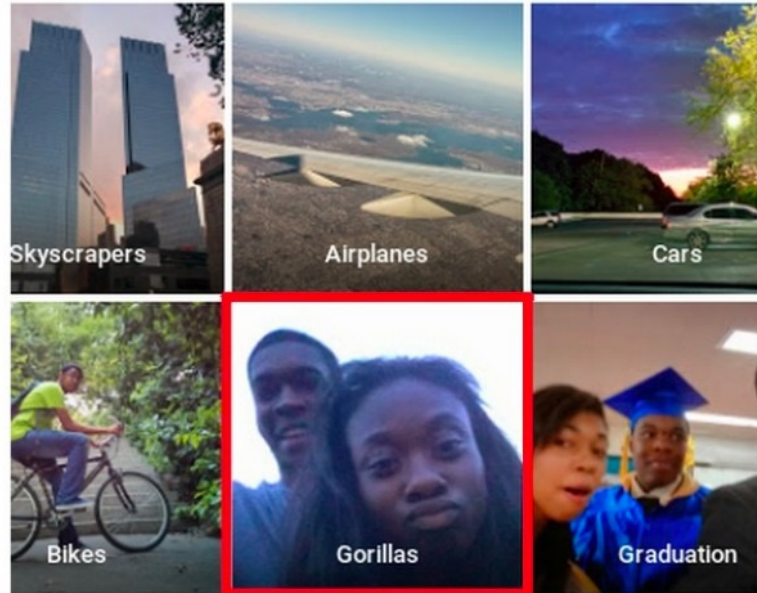 Skyscrapers
Airplanes
Cars
Bikes
Gorillas
Graduation